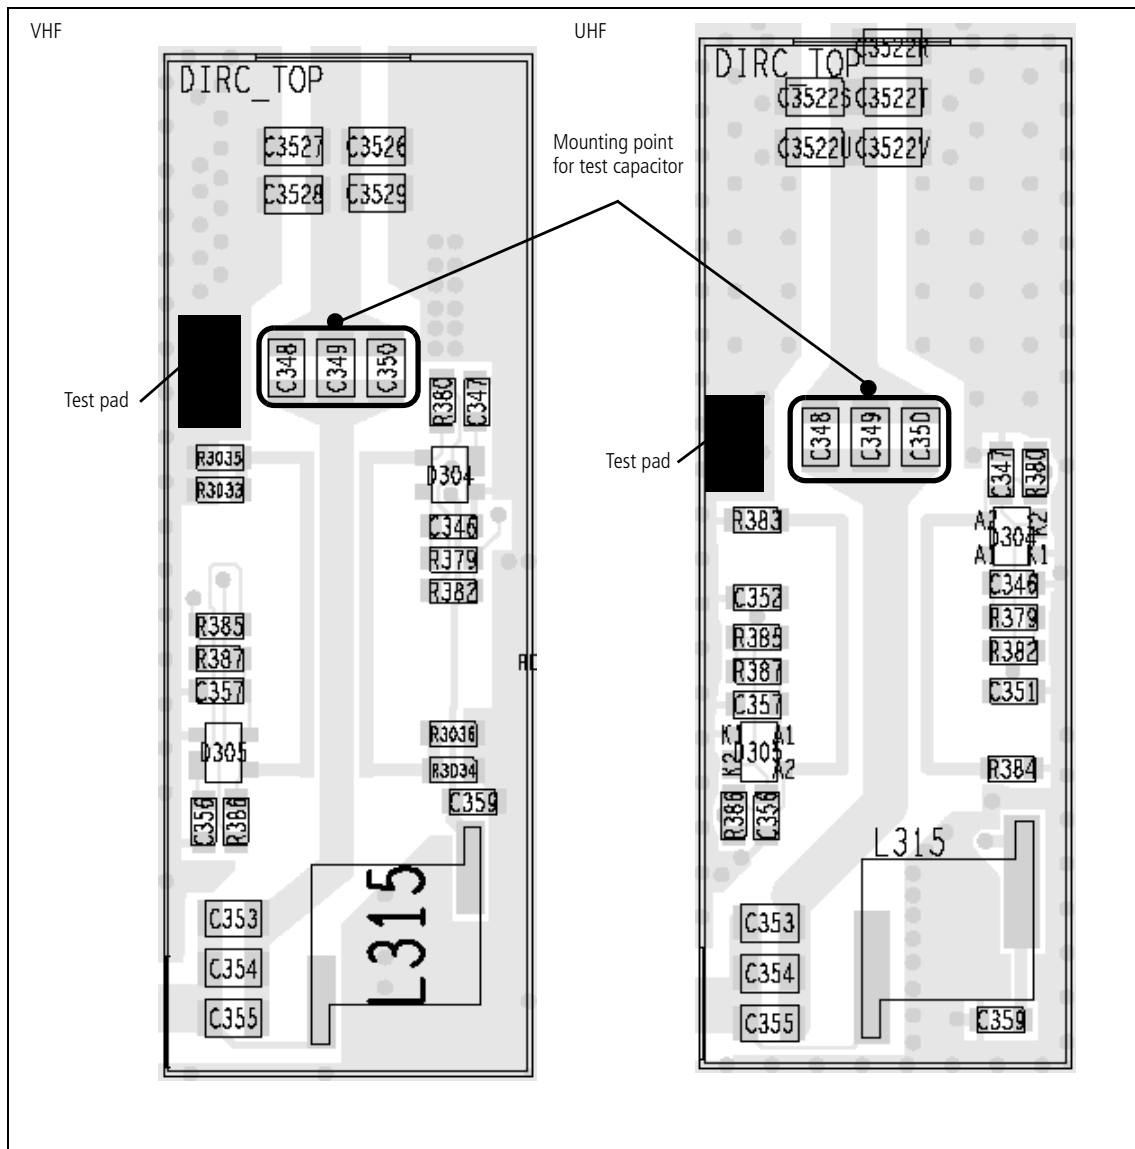 VHF
UHF
DIRC_TOP
C3527
C3526
C3528
C3529
Mounting point
for test capacitor
C348
C349
C350
Test pad
R380
C347
R3035
R3033
D304
C346
R379
R382
R385
R387
C357
D305
R3036
R3034
C359
C356
R386
L315
C353
C354
C355
DIRC_TOP
C3522R
C3522S
C3522T
C3522U
C3522V
C348
C349
C350
Test pad
C347
R380
R383
A2
K2
D304
A1
K1
C346
C352
R379
R385
R382
R387
C351
C357
K1
A1
D305
K2
A2
R384
R386
C356
L315
C353
C354
C355
C359